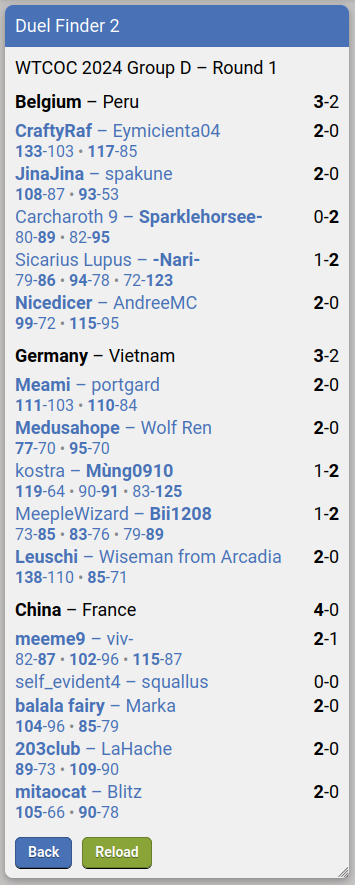 Duel Finder 2
WTCOC 2024 Group D – Round 1
Belgium – Peru 3-2
CraftyRaf – Eymicienta04 2-0
133-103 • 117-85
JinaJina – spakune 2-0
108-87 • 93-53
Carcharoth 9 – Sparklehorsee- 0-2
80-89 • 82-95
Sicarius Lupus – -Nari- 1-2
79-86 • 94-78 • 72-123
Nicedicer – AndreeMC 2-0
99-72 • 115-95
Germany – Vietnam 3-2
Meami – portgard 2-0
111-103 • 110-84
Medusahope – Wolf Ren 2-0
77-70 • 95-70
kostra – Mùng0910 1-2
119-64 • 90-91 • 83-125
MeepleWizard – Bii1208 1-2
73-85 • 83-76 • 79-89
Leuschi – Wiseman from Arcadia 2-0
138-110 • 85-71
China – France 4-0
meeme9 – viv- 2-1
82-87 • 102-96 • 115-87
self_evident4 – squallus 0-0
balala fairy – Marka 2-0
104-96 • 85-79
203club – LaHache 2-0
89-73 • 109-90
mitaocat – Blitz 2-0
105-66 • 90-78
Back Reload